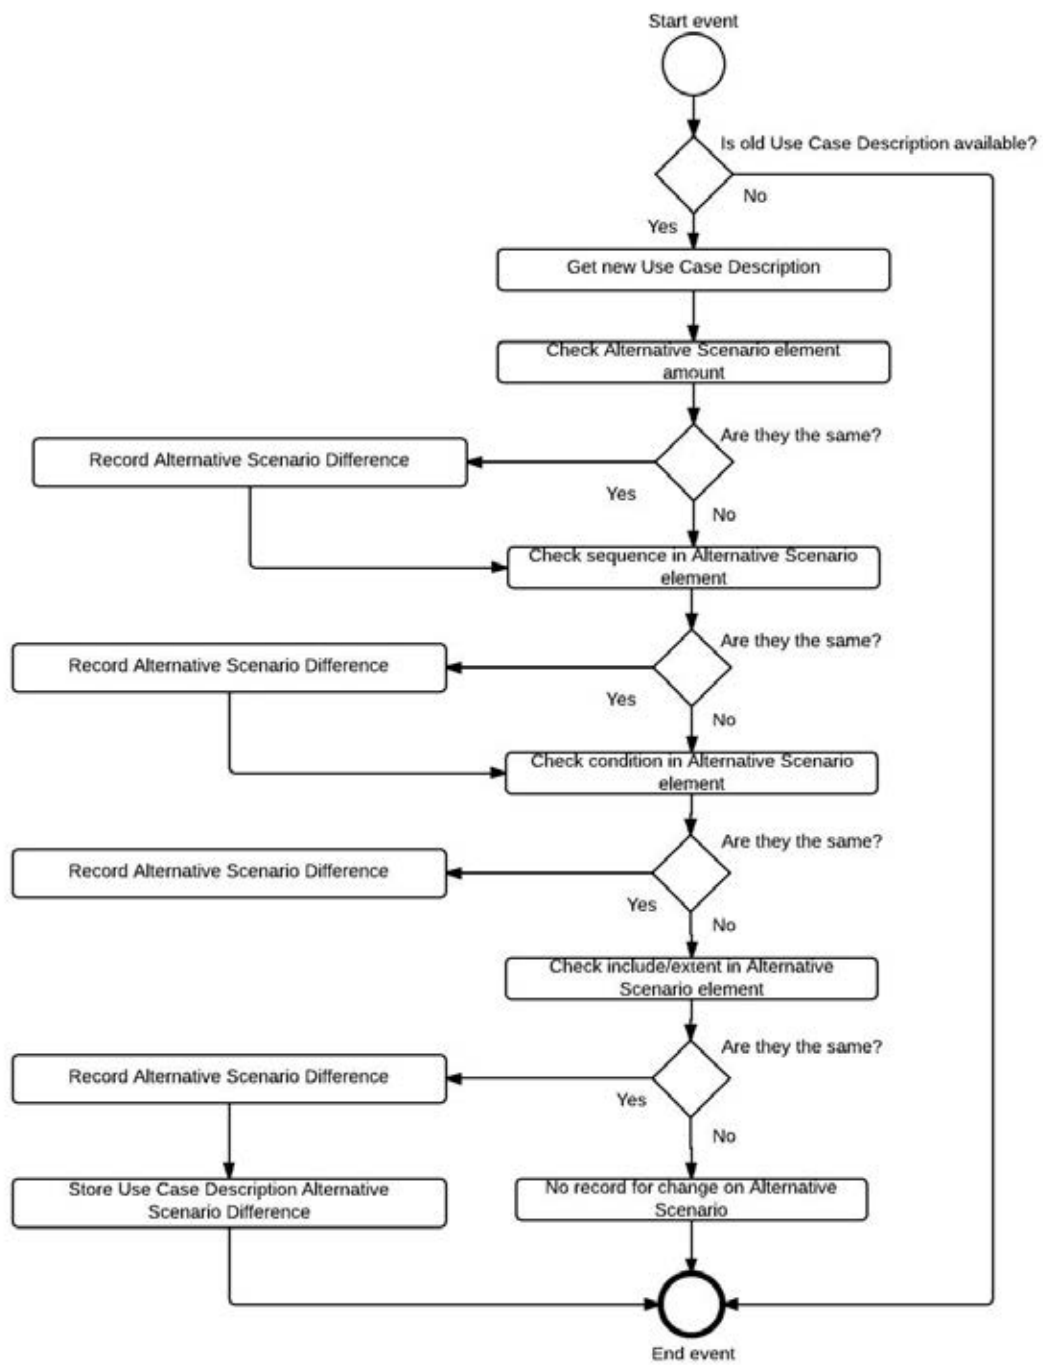 Start event
Is old Use Case Description available?
No
Yes
Get new Use Case Description
Check Alternative Scenario element
amount
Are they the same?
Record Alternative Scenario Difference
Yes
No
Check sequence in Alternative Scenario
element
Are they the same?
Record Alternative Scenario Difference
Yes
No
Check condition in Alternative Scenario
element
Are they the same?
Record Alternative Scenario Difference
Yes
No
Check include/extent in Alternative
Scenario element
Are they the same?
Record Alternative Scenario Difference
Yes
No
Store Use Case Description Alternative
Scenario Difference
No record for change on Alternative
Scenario
End event